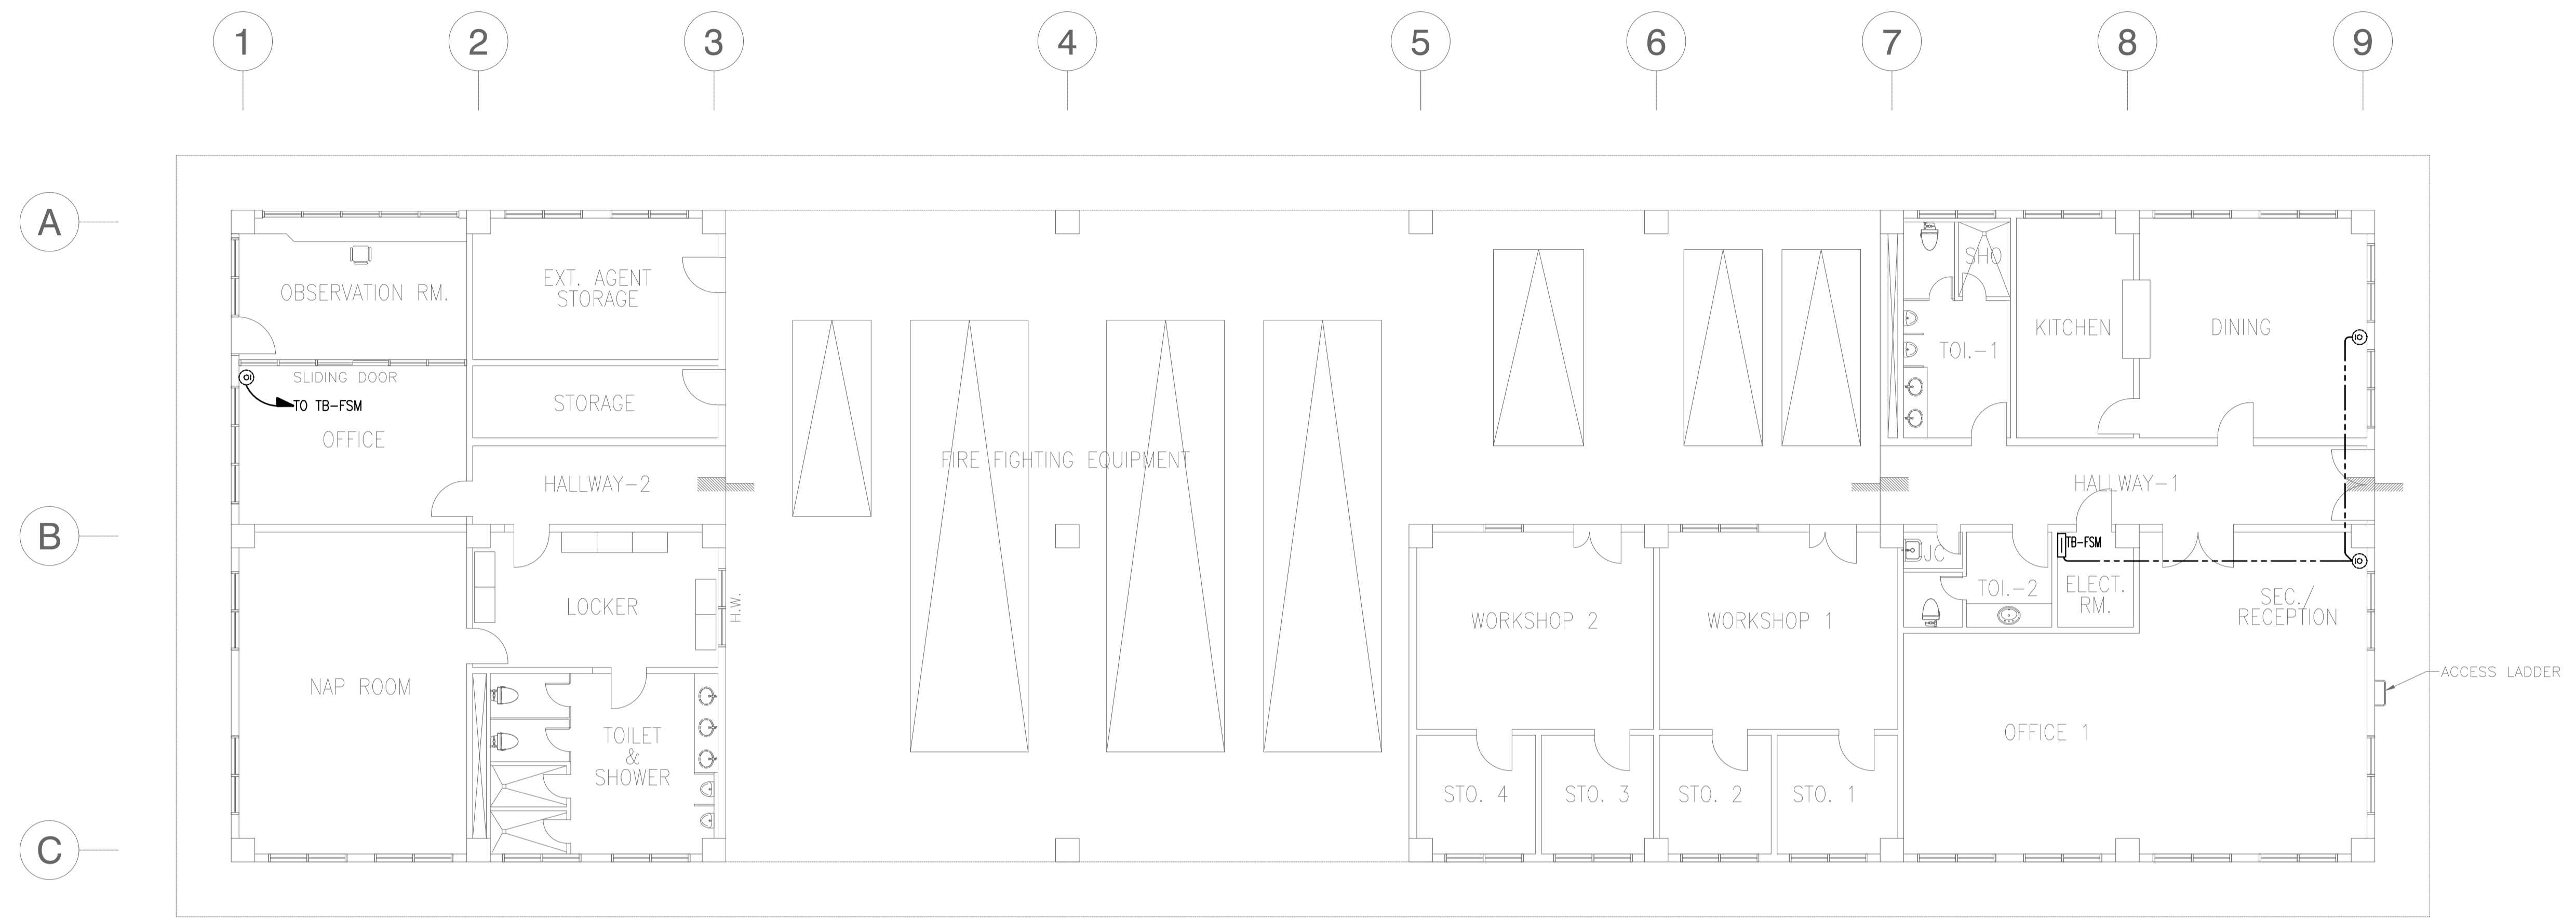 1 2 3 4 5 6 7 8 9
A
OBSERVATION RM.
EXT. AGENT
STORAGE
SHO
KITCHEN
DINING
TOI.-1
SLIDING DOOR
TO TB-FSM
STORAGE
OFFICE
FIRE FIGHTING EQUIPMENT
HALLWAY-2
HALLWAY-1
B
TB-FSM
JC
TOI.-2
ELECT.
RM.
SEC./
RECEPTION
LOCKER
H.W.
WORKSHOP 2
WORKSHOP 1
ACCESS LADDER
NAP ROOM
TOILET
&
SHOWER
OFFICE 1
STO. 4
STO. 3
STO. 2
STO. 1
C